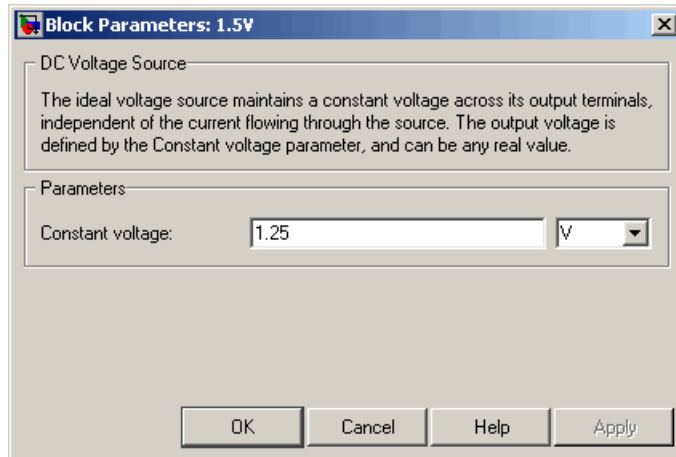 Block Parameters: 1.5V
DC Voltage Source
The ideal voltage source maintains a constant voltage across its output terminals,
independent of the current flowing through the source. The output voltage is
defined by the Constant voltage parameter, and can be any real value.
Parameters
Constant voltage: 1.25 V
OK Cancel Help Apply